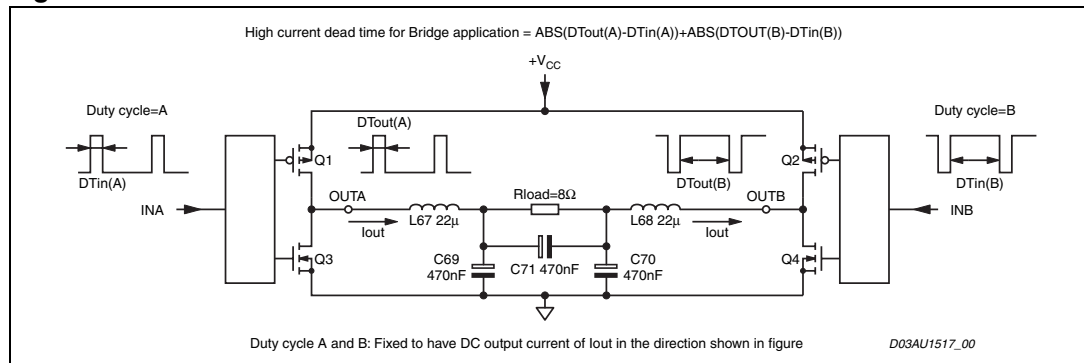 High current dead time for Bridge application = ABS(DTout(A)-DTin(A))+ABS(DTOUT(B)-DTin(B))
+VCC
Duty cycle=A
Duty cycle=B
DTout(A)
Q1
DTout(B)
Q2
DTin(A)
DTin(B)
OUTA
Rload=8Ω
OUTB
INA
INB
Iout
L67 22µ
L68 22µ
Iout
Q3
C69
470nF
C71 470nF
C70
470nF
Q4
Duty cycle A and B: Fixed to have DC output current of Iout in the direction shown in figure
D03AU1517_00